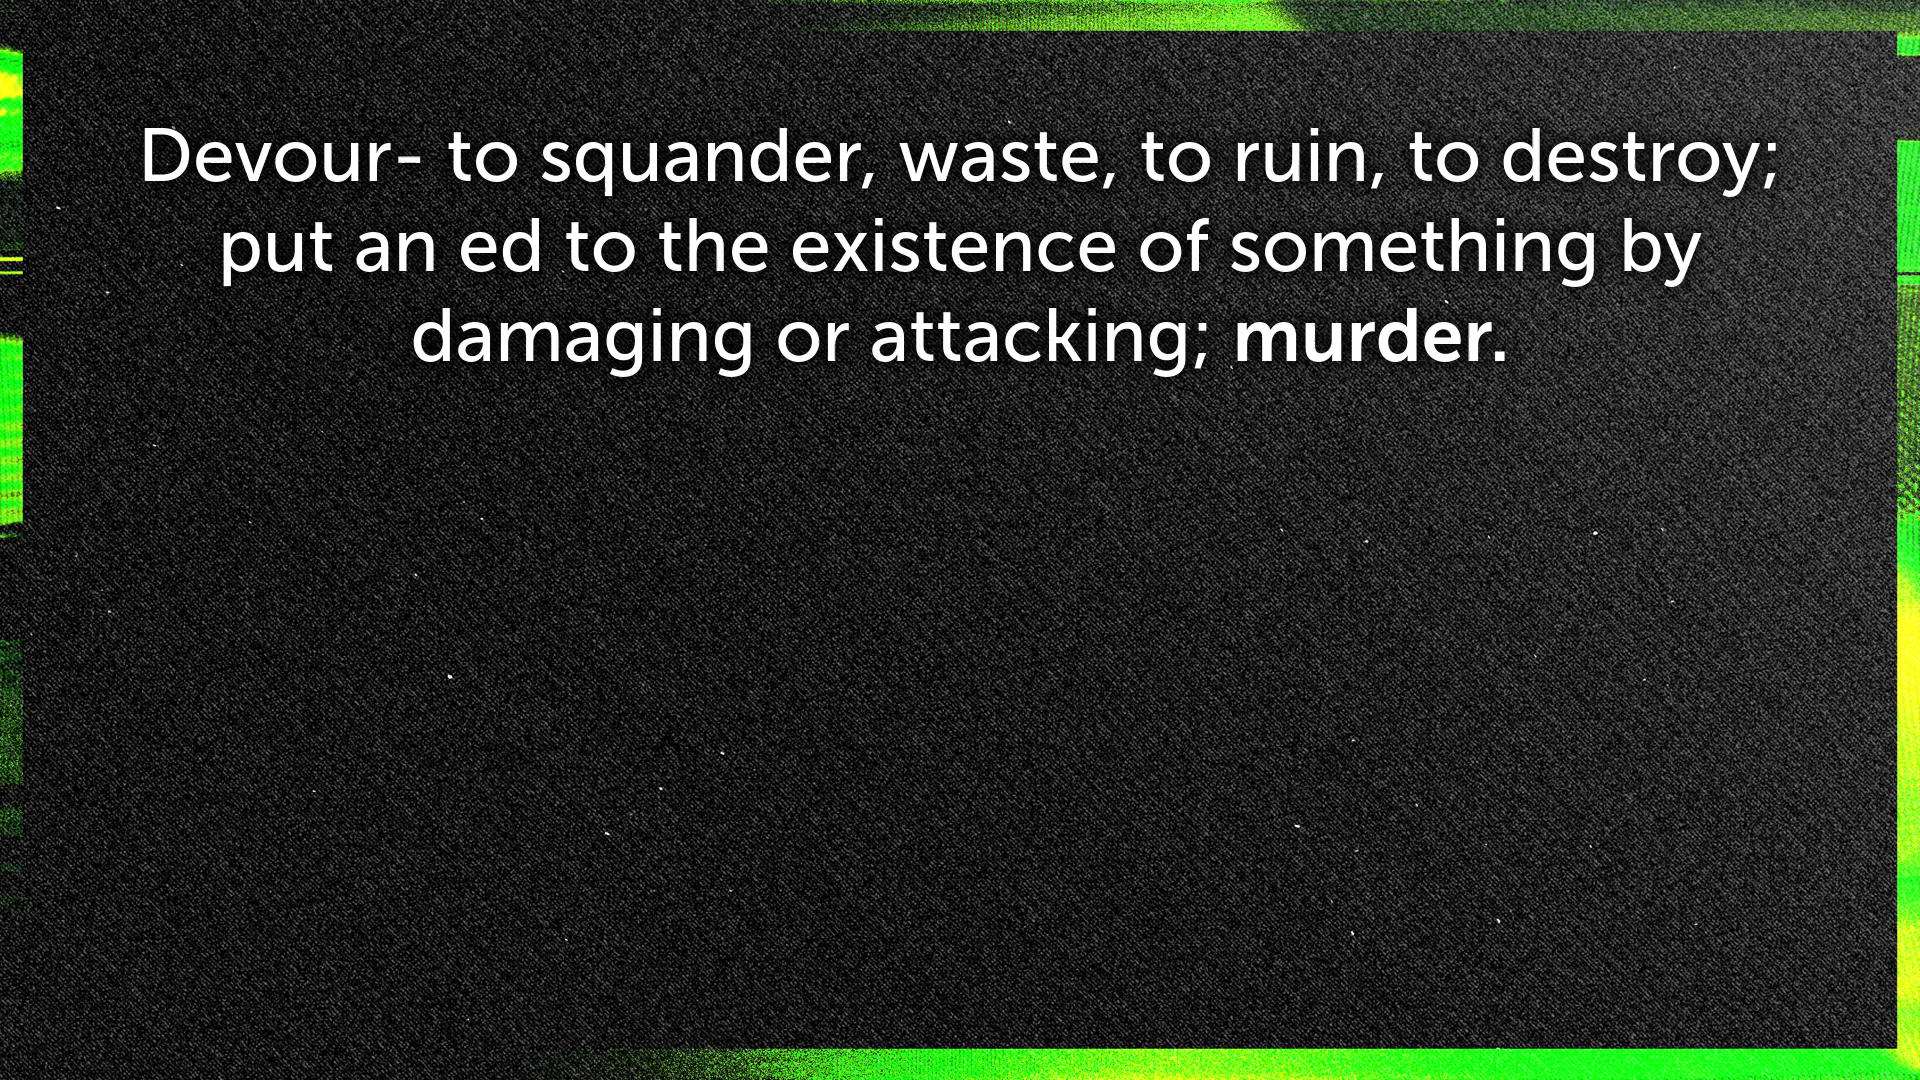 Devour- to squander, waste, to ruin, to destroy;
put an ed to the existence of something by
damaging or attacking; murder.